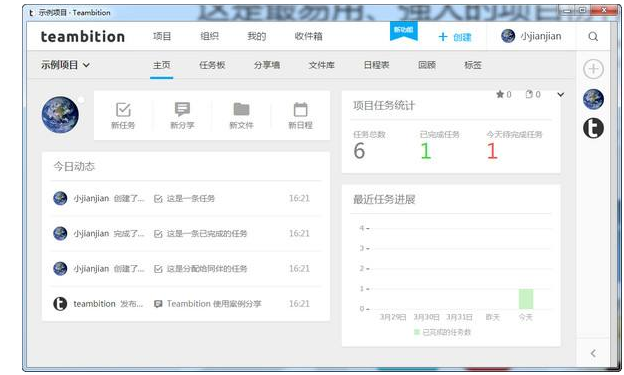 这是最易用、强大的项目
示例项目 · Teambition
teambition 项目 组织 我的 收件箱 新功能 + 创建 小jianjian
示例项目 主页 任务板 分享墙 文件库 日程表 回顾 标签
0 0
新任务 新分享 新文件 新日程
项目任务统计
任务总数 已完成任务 今天待完成任务
6 1 1
今日动态
小jianjian 创建了... 这是一条任务 16:21
小jianjian 完成了... 这是一条已完成的任务 16:21
小jianjian 创建了... 这是分配给同伴的任务 16:21
teambition 发布... Teambition 使用案例分享 16:21
最近任务进展
4
3
2
1
0
3月29日 3月30日 3月31日 昨天 今天
已完成的任务数